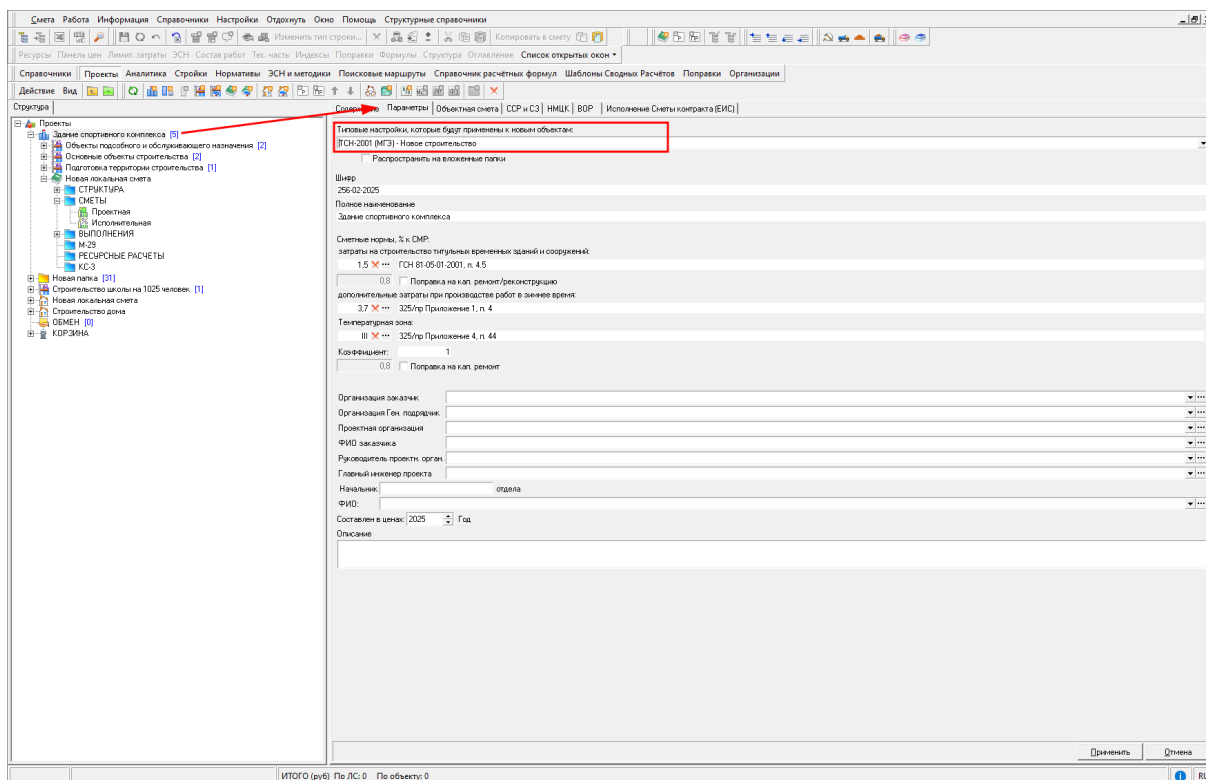 Смета Работа Информация Справочники Настройки Отдохнуть Окно Помощь Структурные справочники
Изменить тип строки... Копировать в смету
Ресурсы Панель цен Лимит. затраты ЭСН Состав работ Тех. часть Индексы Поправки Формулы Структура Оглавление Список открытых окон
Справочники Проекты Аналитика Стройки Нормативы ЭСН и методики Поисковые маршруты Справочник расчётных формул Шаблоны Сводных Расчётов Поправки Организации
Действие Вид
Структура
Проекты
Здание спортивного комплекса [5]
Объекты подсобного и обслуживающего назначения [2]
Основные объекты строительства [2]
Подготовка территории строительства [1]
Новая локальная смета
СТРУКТУРА
СМЕТЫ
Проектная
Исполнительная
ВЫПОЛНЕНИЯ
М-29
РЕСУРСНЫЕ РАСЧЕТЫ
КС-3
Новая папка [31]
Строительство школы на 1025 человек [1]
Новая локальная смета
Строительство дома
ОБМЕН [0]
КОРЗИНА
Содержание Параметры Объектная смета ССР и СЗ НМЦК ВОР Исполнение Сметы контракта (ЕИС)
Типовые настройки, которые будут применены к новым объектам:
ТСН-2001 (МГЭ) - Новое строительство
Распространить на вложенные папки
Шифр
256-02-2025
Полное наименование
Здание спортивного комплекса
Сметные нормы, % к СМР:
затраты на строительство титульных временных зданий и сооружений:
1,5 ГСН 81-05-01-2001, п. 4.5
0,8 Поправка на кап. ремонт/реконструкцию
дополнительные затраты при производстве работ в зимнее время:
3,7 325/пр Приложение 1, п. 4
Температурная зона:
III 325/пр Приложение 4, п. 44
Коэффициент: 1
0,8 Поправка на кап. ремонт
Организация заказчик
Организация Ген. подрядчик
Проектная организация
ФИО заказчика
Руководитель проектн. орган.
Главный инженер проекта
Начальник отдела
ФИО:
Составлен в ценах: 2025 Год
Описание
Применить Отмена
ИТОГО (руб) По ЛС: 0 По объекту: 0